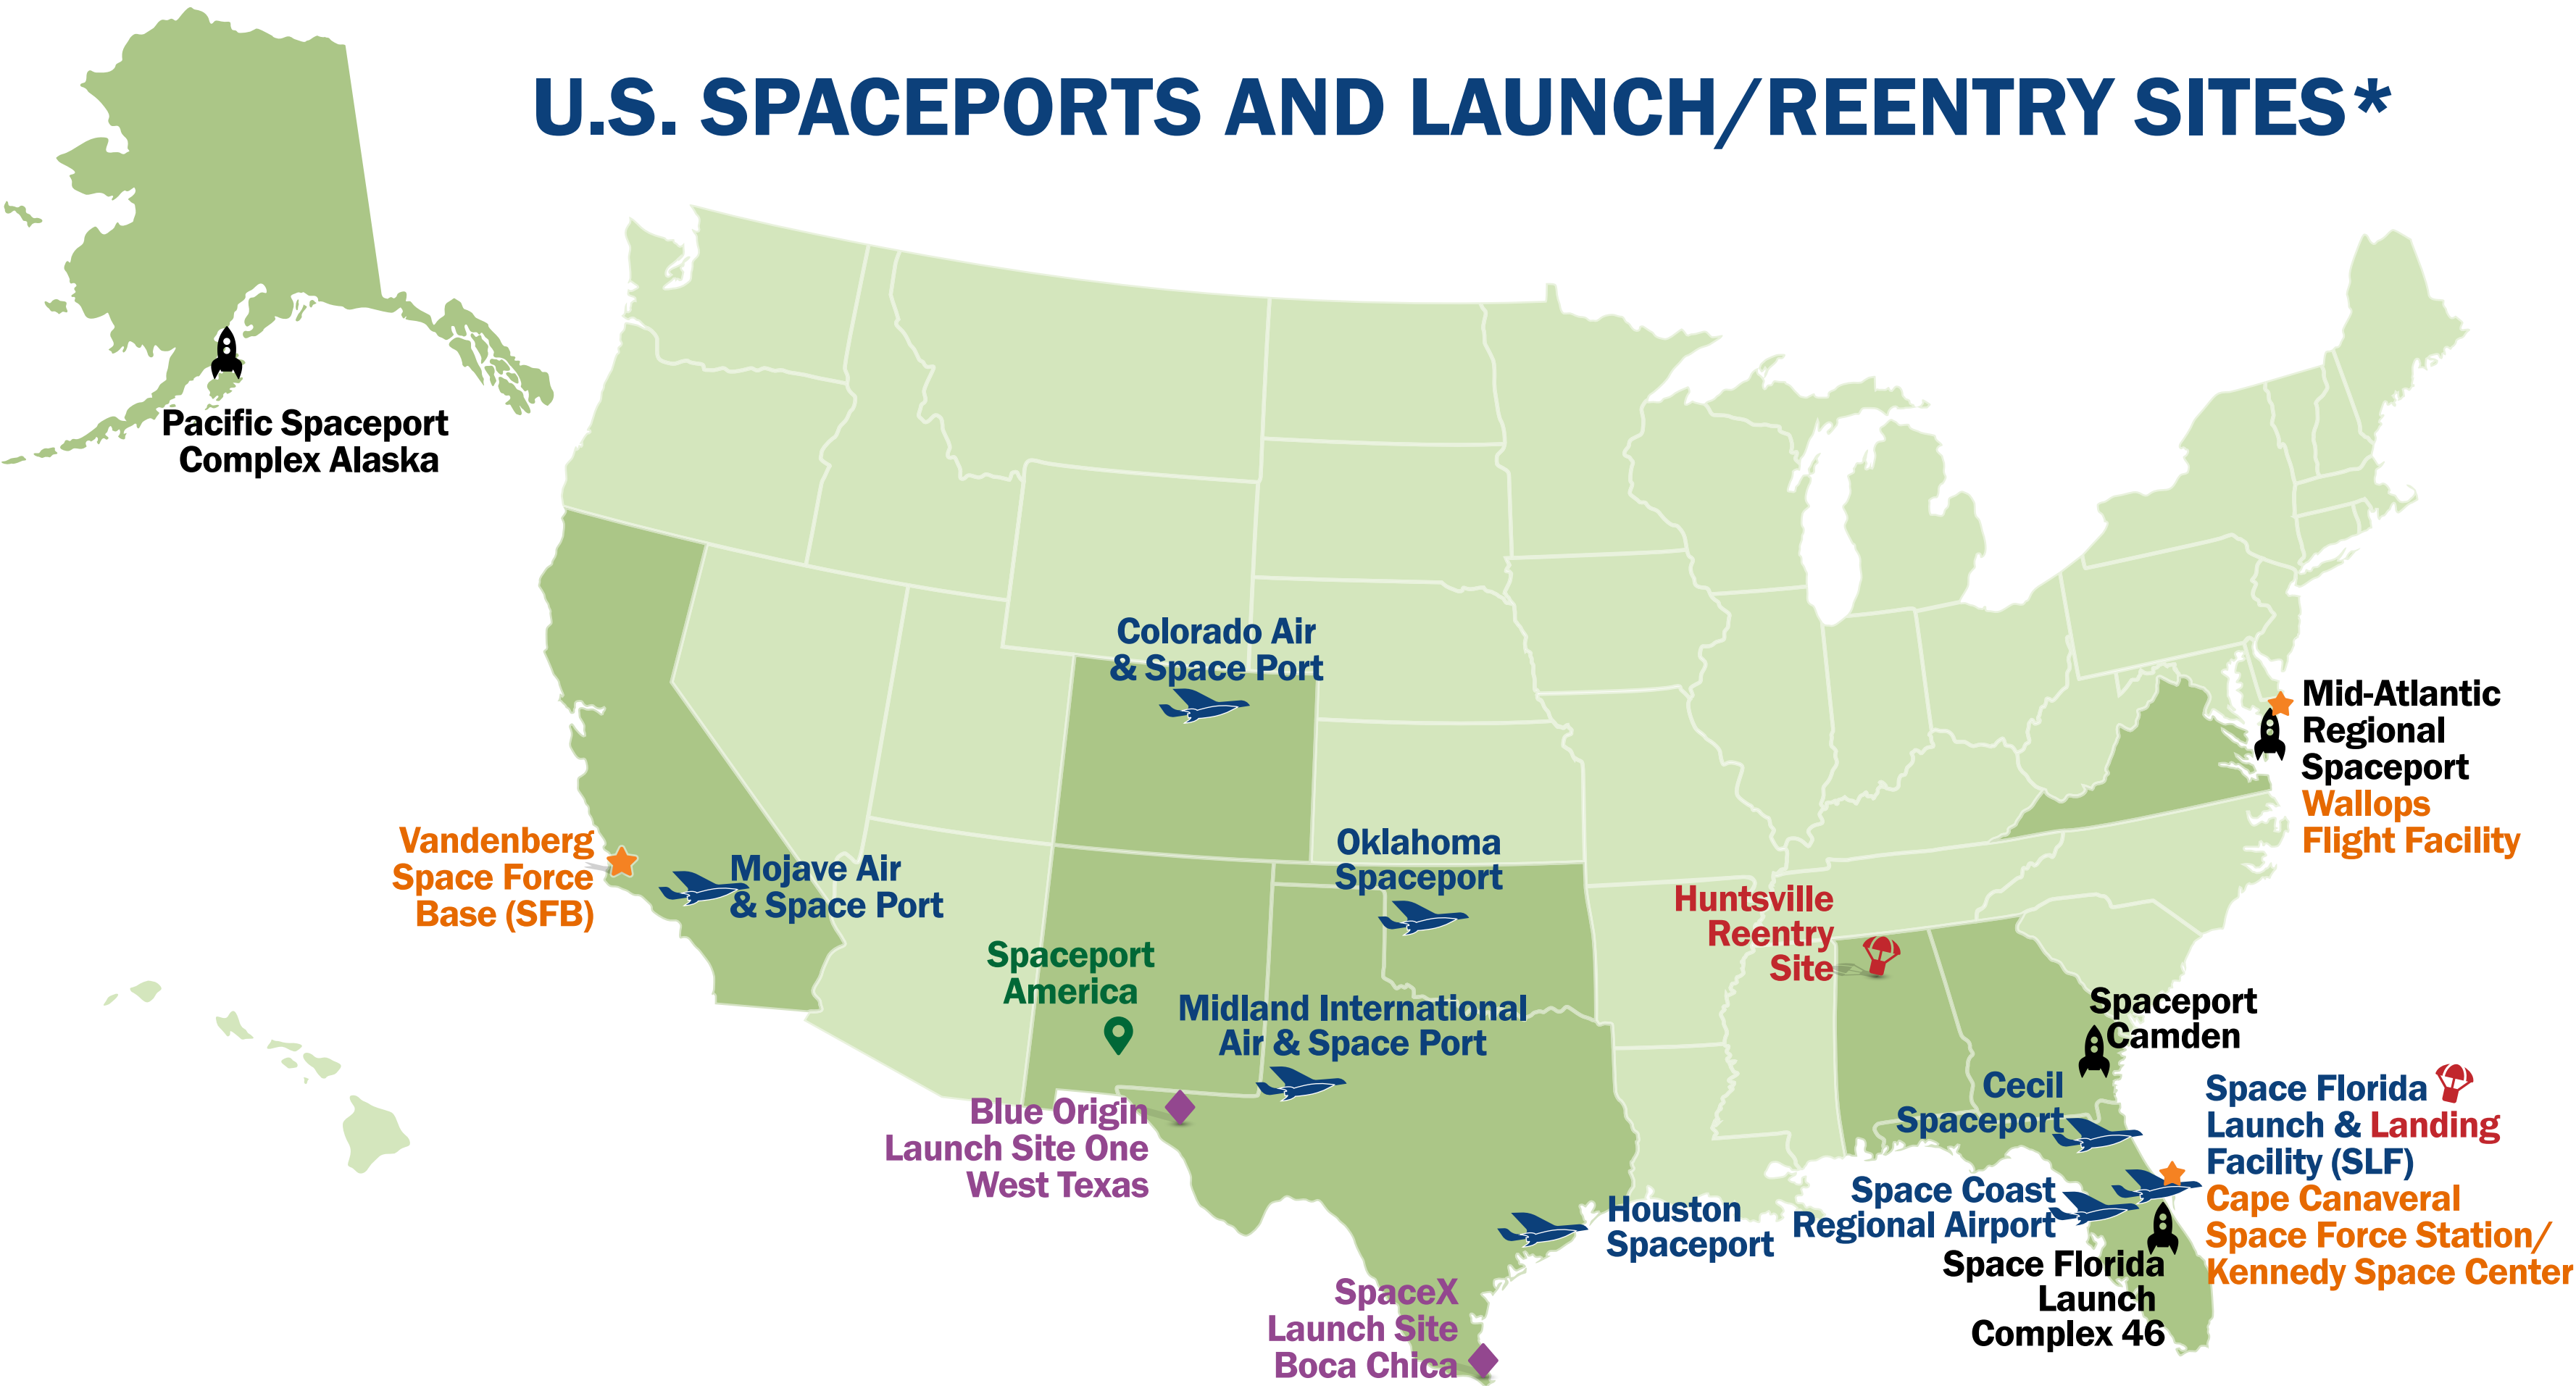 U.S. SPACEPORTS AND LAUNCH/REENTRY SITES*
Pacific Spaceport
Complex Alaska
Colorado Air
& Space Port
Mid-Atlantic
Regional
Spaceport
Wallops
Flight Facility
Vandenberg
Space Force
Base (SFB)
Mojave Air
& Space Port
Oklahoma
Spaceport
Huntsville
Reentry
Site
Spaceport
America
Midland International
Air & Space Port
Spaceport
Camden
Blue Origin
Launch Site One
West Texas
Cecil
Spaceport
Space Florida
Launch & Landing
Facility (SLF)
Cape Canaveral
Space Force Station/
Kennedy Space Center
Space Coast
Regional Airport
Houston
Spaceport
Space Florida
Launch
Complex 46
SpaceX
Launch Site
Boca Chica